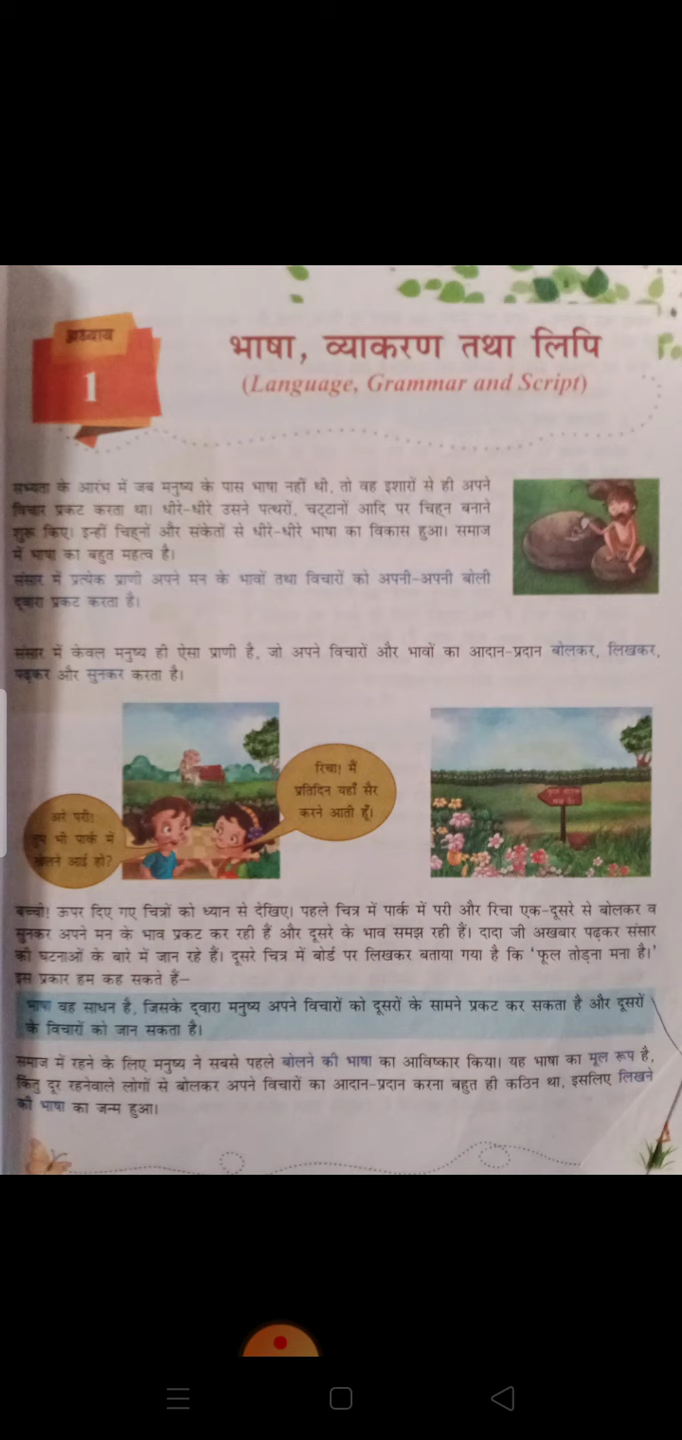 अध्याय
1
भाषा, व्याकरण तथा लिपि
(Language, Grammar and Script)
सभ्यता के आरंभ में जब मनुष्य के पास भाषा नहीं थी, तो वह इशारों से ही अपने
विचार प्रकट करता था। धीरे-धीरे उसने पत्थरों, चट्टानों आदि पर चिह्न बनाने
शुरू किए। इन्हीं चिह्नों और संकेतों से धीरे-धीरे भाषा का विकास हुआ। समाज
में भाषा का बहुत महत्व है।
संसार में प्रत्येक प्राणी अपने मन के भावों तथा विचारों को अपनी-अपनी बोली
द्वारा प्रकट करता है।
संसार में केवल मनुष्य ही ऐसा प्राणी है, जो अपने विचारों और भावों का आदान-प्रदान बोलकर, लिखकर,
पढ़कर और सुनकर करता है।
अरे परी!
तुम भी पार्क में
खेलने आई हो?
रिचा! मैं
प्रतिदिन यहाँ सैर
करने आती हूँ।
बच्चो! ऊपर दिए गए चित्रों को ध्यान से देखिए। पहले चित्र में पार्क में परी और रिचा एक-दूसरे से बोलकर व
सुनकर अपने मन के भाव प्रकट कर रही हैं और दूसरे के भाव समझ रही हैं। दादा जी अखबार पढ़कर संसार
की घटनाओं के बारे में जान रहे हैं। दूसरे चित्र में बोर्ड पर लिखकर बताया गया है कि ‘फूल तोड़ना मना है।’
इस प्रकार हम कह सकते हैं–
भाषा वह साधन है, जिसके द्वारा मनुष्य अपने विचारों को दूसरों के सामने प्रकट कर सकता है और दूसरों
के विचारों को जान सकता है।
समाज में रहने के लिए मनुष्य ने सबसे पहले बोलने की भाषा का आविष्कार किया। यह भाषा का मूल रूप है,
किंतु दूर रहनेवाले लोगों से बोलकर अपने विचारों का आदान-प्रदान करना बहुत ही कठिन था, इसलिए लिखने
की भाषा का जन्म हुआ।